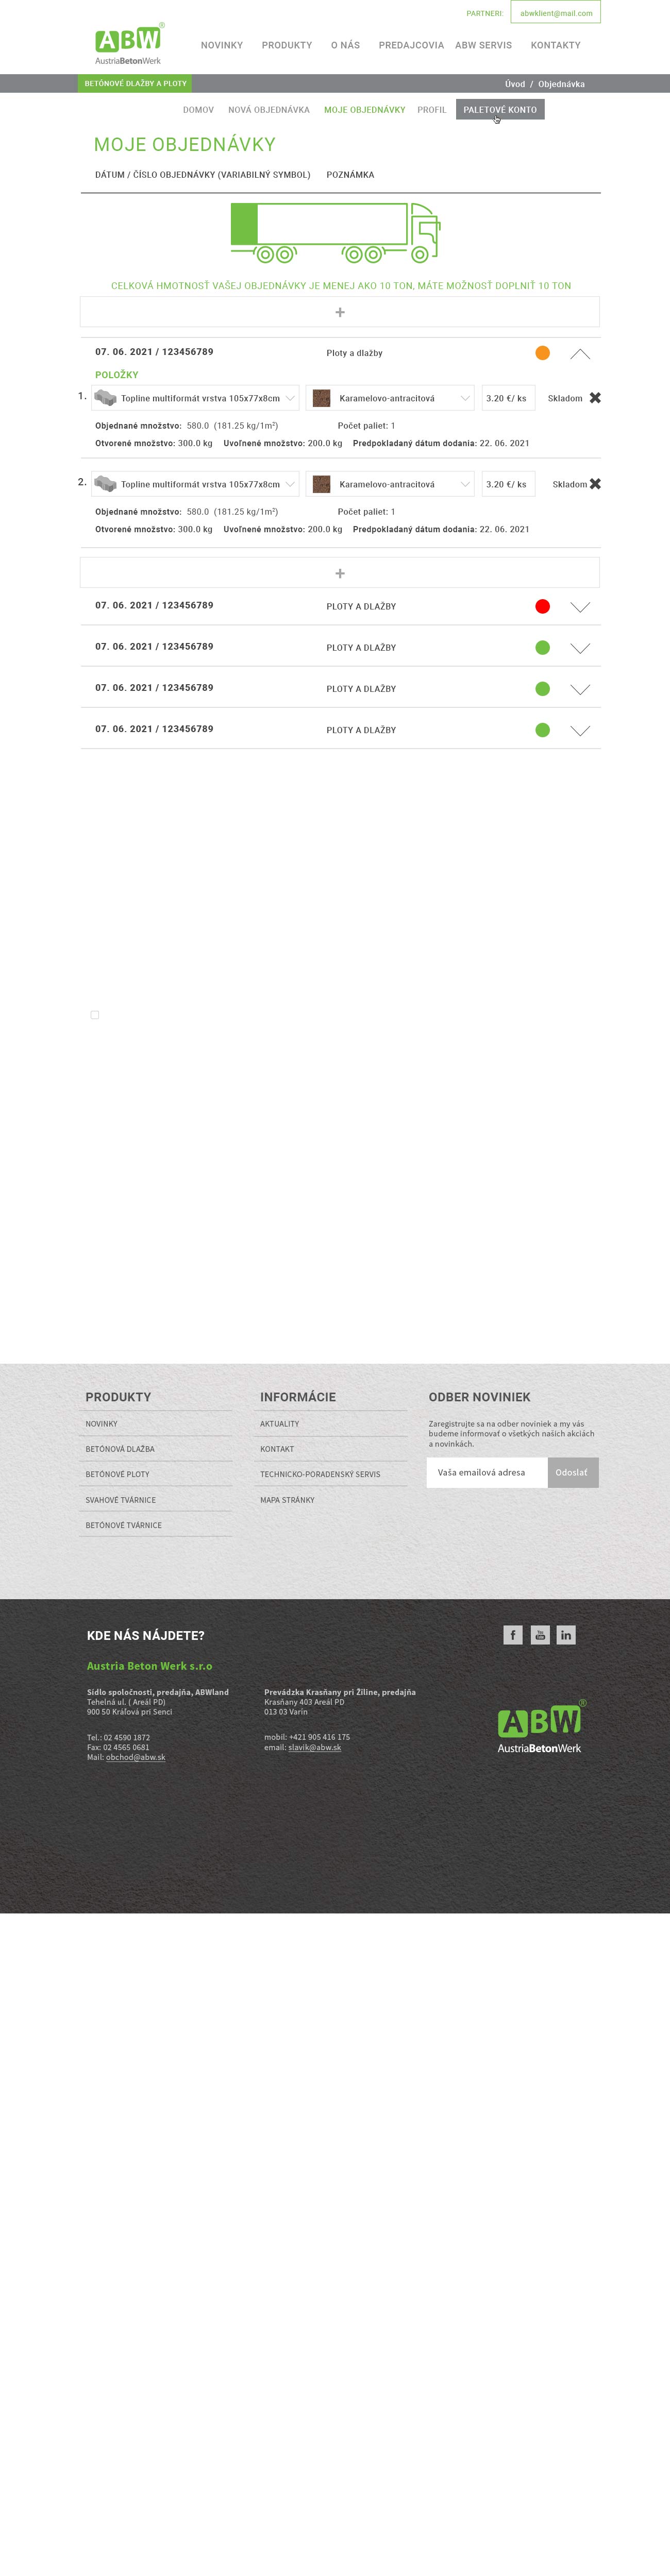 PARTNERI:
abwklient@mail.com
ABW®
AustriaBetonWerk
NOVINKY PRODUKTY O NÁS PREDAJCOVIA ABW SERVIS KONTAKTY
BETÓNOVÉ DLAŽBY A PLOTY
Úvod / Objednávka
DOMOV NOVÁ OBJEDNÁVKA MOJE OBJEDNÁVKY PROFIL PALETOVÉ KONTO
MOJE OBJEDNÁVKY
DÁTUM / ČÍSLO OBJEDNÁVKY (VARIABILNÝ SYMBOL) POZNÁMKA
CELKOVÁ HMOTNOSŤ VAŠEJ OBJEDNÁVKY JE MENEJ AKO 10 TON, MÁTE MOŽNOSŤ DOPLNIŤ 10 TON
+
07. 06. 2021 / 123456789 Ploty a dlažby
POLOŽKY
1. Topline multiformát vrstva 105x77x8cm Karamelovo-antracitová 3.20 €/ ks Skladom
Objednané množstvo: 580.0 (181.25 kg/1m²) Počet paliet: 1
Otvorené množstvo: 300.0 kg Uvoľnené množstvo: 200.0 kg Predpokladaný dátum dodania: 22. 06. 2021
2. Topline multiformát vrstva 105x77x8cm Karamelovo-antracitová 3.20 €/ ks Skladom
Objednané množstvo: 580.0 (181.25 kg/1m²) Počet paliet: 1
Otvorené množstvo: 300.0 kg Uvoľnené množstvo: 200.0 kg Predpokladaný dátum dodania: 22. 06. 2021
+
07. 06. 2021 / 123456789 PLOTY A DLAŽBY
07. 06. 2021 / 123456789 PLOTY A DLAŽBY
07. 06. 2021 / 123456789 PLOTY A DLAŽBY
07. 06. 2021 / 123456789 PLOTY A DLAŽBY
PRODUKTY
NOVINKY
BETÓNOVÁ DLAŽBA
BETÓNOVÉ PLOTY
SVAHOVÉ TVÁRNICE
BETÓNOVÉ TVÁRNICE
INFORMÁCIE
AKTUALITY
KONTAKT
TECHNICKO-PORADENSKÝ SERVIS
MAPA STRÁNKY
ODBER NOVINIEK
Zaregistrujte sa na odber noviniek a my vás
budeme informovať o všetkých našich akciách
a novinkách.
Vaša emailová adresa Odoslať
KDE NÁS NÁJDETE?
f You Tube in
Austria Beton Werk s.r.o
Sídlo spoločnosti, predajňa, ABWland
Tehelná ul. ( Areál PD)
900 50 Kráľová pri Senci
Tel.: 02 4590 1872
Fax: 02 4565 0681
Mail: obchod@abw.sk
Prevádzka Krasňany pri Žiline, predajňa
Krasňany 403 Areál PD
013 03 Varín
mobil: +421 905 416 175
email: slavik@abw.sk
ABW®
AustriaBetonWerk